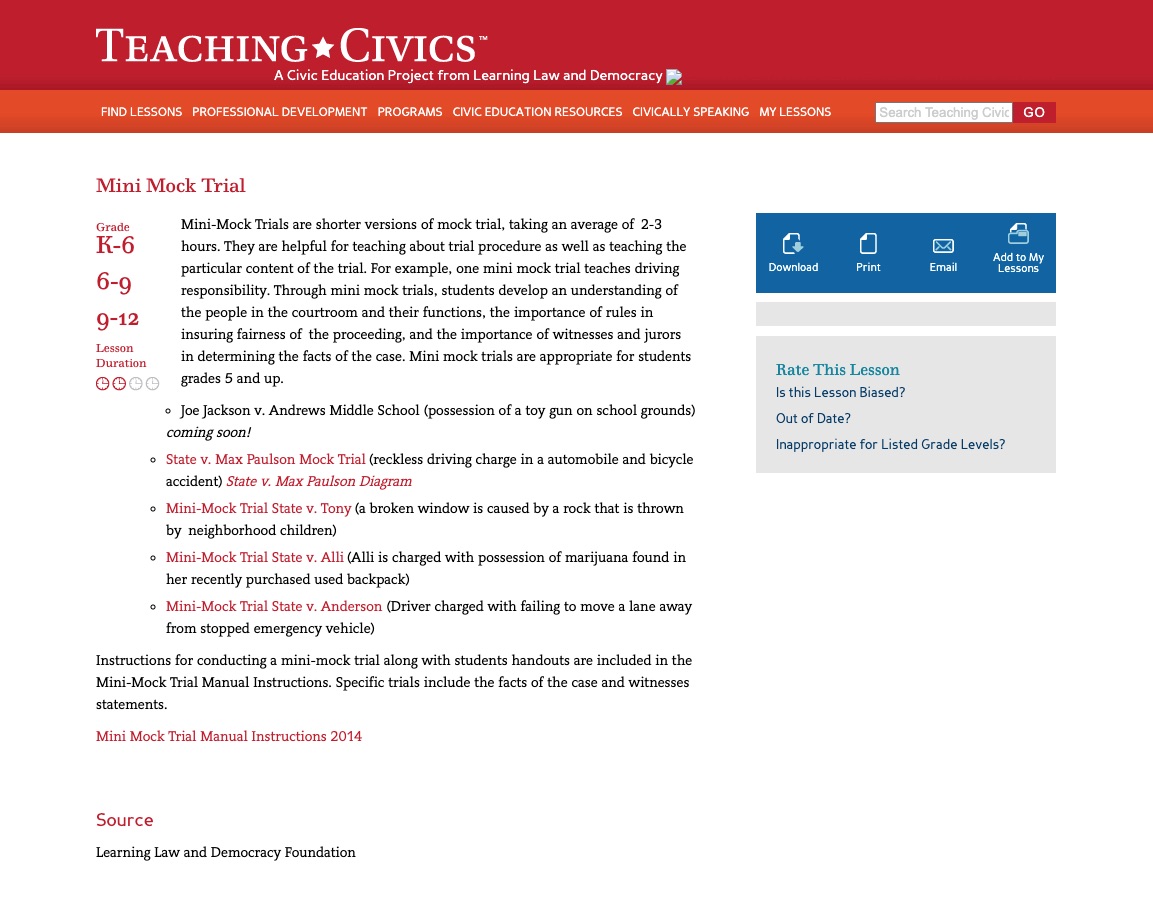 TEACHING★CIVICS™
A Civic Education Project from Learning Law and Democracy
FIND LESSONS PROFESSIONAL DEVELOPMENT PROGRAMS CIVIC EDUCATION RESOURCES CIVICALLY SPEAKING MY LESSONS
Search Teaching Civic GO
Mini Mock Trial
Grade
K-6
6-9
9-12
Lesson
Duration
Mini-Mock Trials are shorter versions of mock trial, taking an average of 2-3
hours. They are helpful for teaching about trial procedure as well as teaching the
particular content of the trial. For example, one mini mock trial teaches driving
responsibility. Through mini mock trials, students develop an understanding of
the people in the courtroom and their functions, the importance of rules in
insuring fairness of the proceeding, and the importance of witnesses and jurors
in determining the facts of the case. Mini mock trials are appropriate for students
grades 5 and up.
Joe Jackson v. Andrews Middle School (possession of a toy gun on school grounds)
coming soon!
State v. Max Paulson Mock Trial (reckless driving charge in a automobile and bicycle
accident) State v. Max Paulson Diagram
Mini-Mock Trial State v. Tony (a broken window is caused by a rock that is thrown
by neighborhood children)
Mini-Mock Trial State v. Alli (Alli is charged with possession of marijuana found in
her recently purchased used backpack)
Mini-Mock Trial State v. Anderson (Driver charged with failing to move a lane away
from stopped emergency vehicle)
Instructions for conducting a mini-mock trial along with students handouts are included in the
Mini-Mock Trial Manual Instructions. Specific trials include the facts of the case and witnesses
statements.
Mini Mock Trial Manual Instructions 2014
Source
Learning Law and Democracy Foundation
Download
Print
Email
Add to My
Lessons
Rate This Lesson
Is this Lesson Biased?
Out of Date?
Inappropriate for Listed Grade Levels?